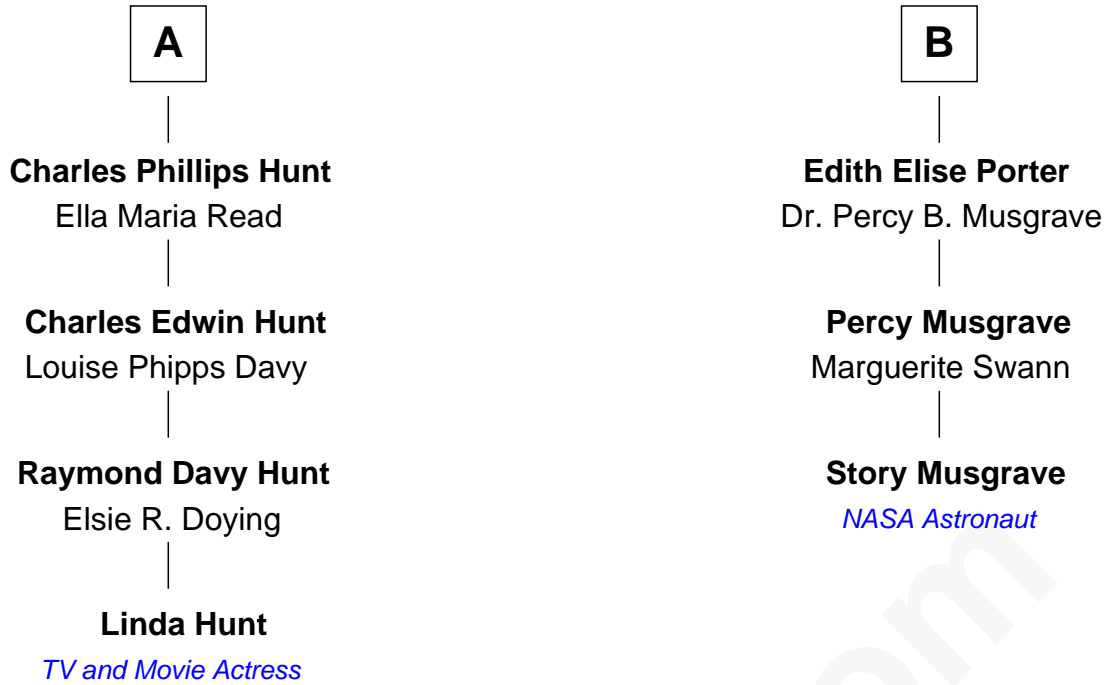 A
Charles Phillips Hunt
Ella Maria Read
Charles Edwin Hunt
Louise Phipps Davy
Raymond Davy Hunt
Elsie R. Doying
Linda Hunt
TV and Movie Actress
B
Edith Elise Porter
Dr. Percy B. Musgrave
Percy Musgrave
Marguerite Swann
Story Musgrave
NASA Astronaut
om